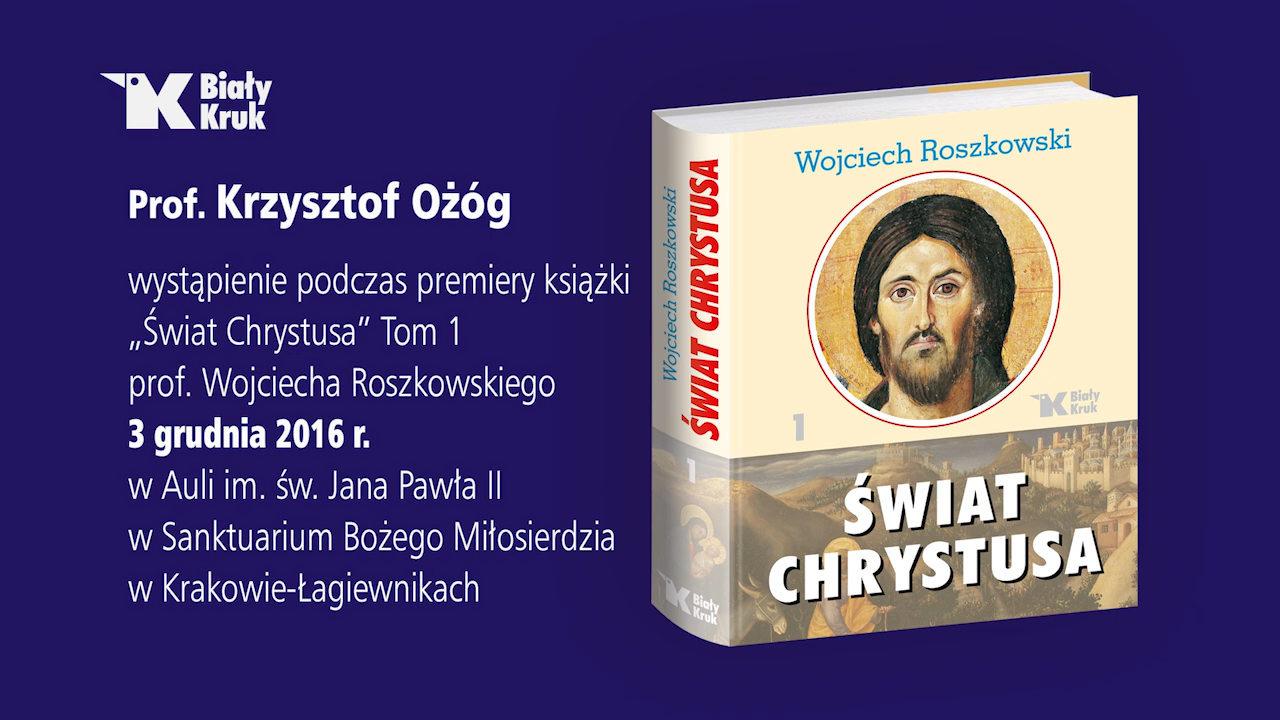 Biały
Kruk
Prof. Krzysztof Ożóg
wystąpienie podczas premiery książki
„Świat Chrystusa” Tom 1
prof. Wojciecha Roszkowskiego
3 grudnia 2016 r.
w Auli im. św. Jana Pawła II
w Sanktuarium Bożego Miłosierdzia
w Krakowie-Łagiewnikach
Wojciech Roszkowski
ŚWIAT CHRYSTUSA
1
Biały
Kruk
Wojciech Roszkowski
1
Biały
Kruk
ŚWIAT
CHRYSTUSA